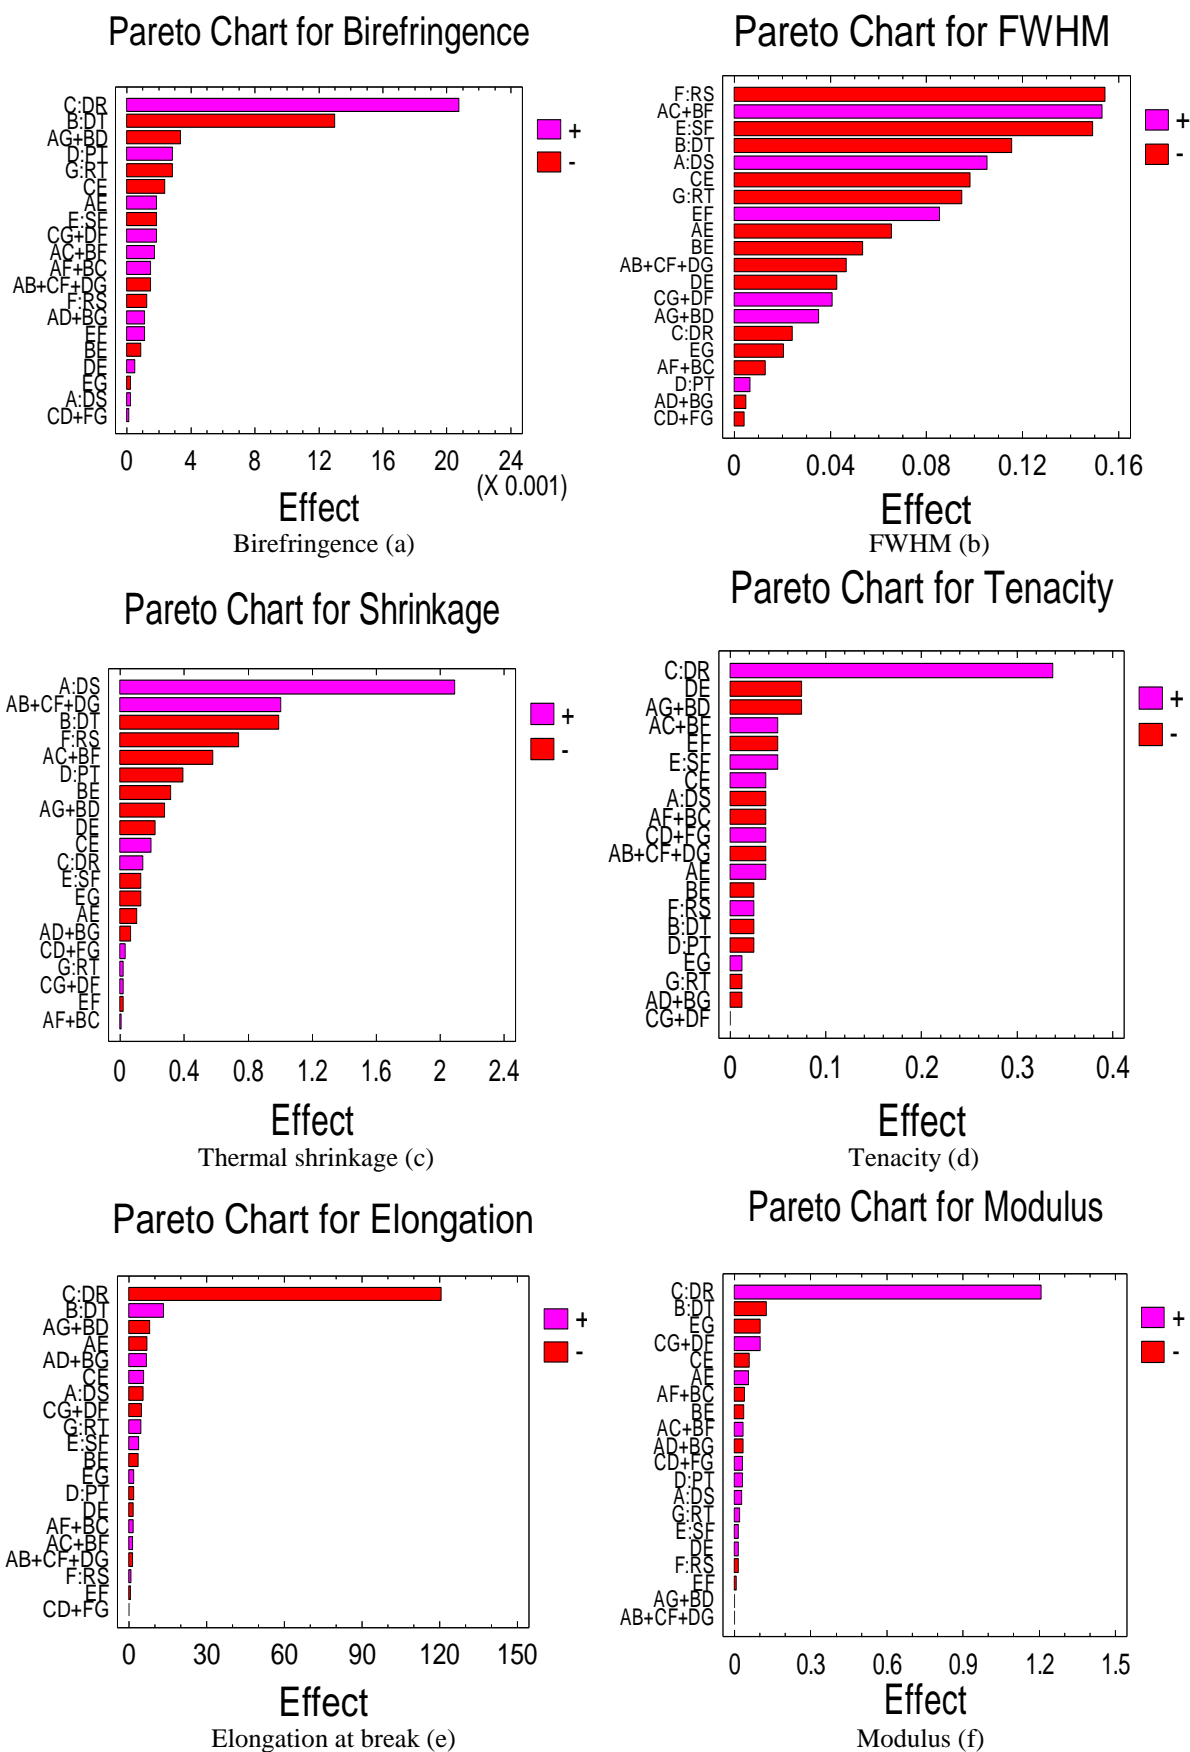 Pareto Chart for Birefringence
C:DR
B:DT
AG+BD
D:PT
G:RT
CE
AE
E:SF
CG+DF
AC+BF
AF+BC
AB+CF+DG
F:RS
AD+BG
EF
BE
DE
EG
A:DS
CD+FG
+
-
0 4 8 12 16 20 24
(X 0.001)
Effect
Birefringence (a)
Pareto Chart for FWHM
F:RS
AC+BF
E:SF
B:DT
A:DS
CE
G:RT
EF
AE
BE
AB+CF+DG
DE
CG+DF
AG+BD
C:DR
EG
AF+BC
D:PT
AD+BG
CD+FG
+
-
0 0.04 0.08 0.12 0.16
Effect
FWHM (b)
Pareto Chart for Shrinkage
A:DS
AB+CF+DG
B:DT
F:RS
AC+BF
D:PT
BE
AG+BD
DE
CE
C:DR
E:SF
EG
AE
AD+BG
CD+FG
G:RT
CG+DF
EF
AF+BC
+
-
0 0.4 0.8 1.2 1.6 2 2.4
Effect
Thermal shrinkage (c)
Pareto Chart for Tenacity
C:DR
DE
AG+BD
AC+BF
EF
E:SF
CE
A:DS
AF+BC
CD+FG
AB+CF+DG
AE
BE
F:RS
B:DT
D:PT
EG
G:RT
AD+BG
CG+DF
+
-
0 0.1 0.2 0.3 0.4
Effect
Tenacity (d)
Pareto Chart for Elongation
C:DR
B:DT
AG+BD
AE
AD+BG
CE
A:DS
CG+DF
G:RT
E:SF
BE
EG
D:PT
DE
AF+BC
AC+BF
AB+CF+DG
F:RS
EF
CD+FG
+
-
0 30 60 90 120 150
Effect
Elongation at break (e)
Pareto Chart for Modulus
C:DR
B:DT
EG
CG+DF
CE
AE
AF+BC
BE
AC+BF
AD+BG
CD+FG
D:PT
A:DS
G:RT
E:SF
DE
F:RS
EF
AG+BD
AB+CF+DG
+
-
0 0.3 0.6 0.9 1.2 1.5
Effect
Modulus (f)